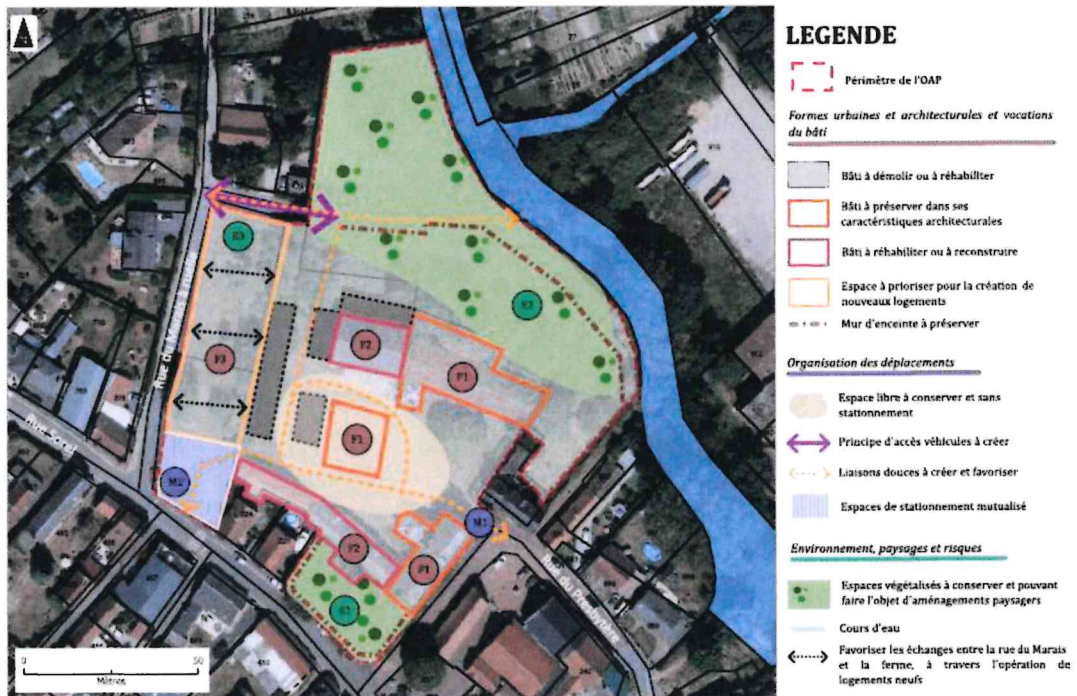 LEGENDE
Périmètre de l'OAP
Formes urbaines et architecturales et vocations
du bâti
Bâti à démolir ou à réhabiliter
Bâti à préserver dans ses
caractéristiques architecturales
Bâti à réhabiliter ou à reconstruire
Espace à prioriser pour la création de
nouveaux logements
Mur d'enceinte à préserver
Organisation des déplacements
Espace libre à conserver et sans
stationnement
Principe d'accès véhicules à créer
Liaisons douces à créer et favoriser
Espaces de stationnement mutualisé
Environnement, paysages et risques
Espaces végétalisés à conserver et pouvant
faire l'objet d'aménagements paysagers
Cours d'eau
Favoriser les échanges entre la rue du Marais
et la ferme, à travers l'opération de
logements neufs
E3
E2
F3
F2
F1
F1
M2
M1
F2
F1
E1
Rue du Presbytère
0 50
Mètres